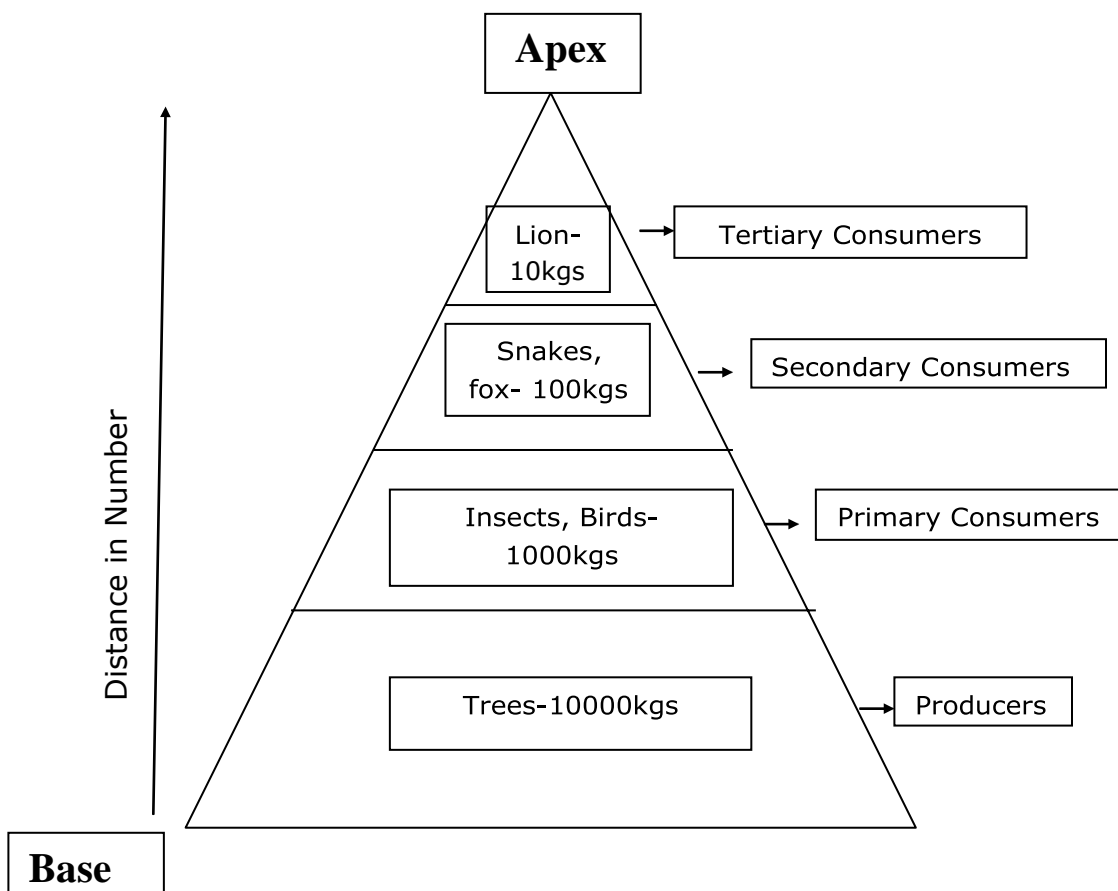 Apex
Lion-
10kgs
Tertiary Consumers
Snakes,
fox- 100kgs
Secondary Consumers
Insects, Birds-
1000kgs
Primary Consumers
Trees-10000kgs
Producers
Distance in Number
Base